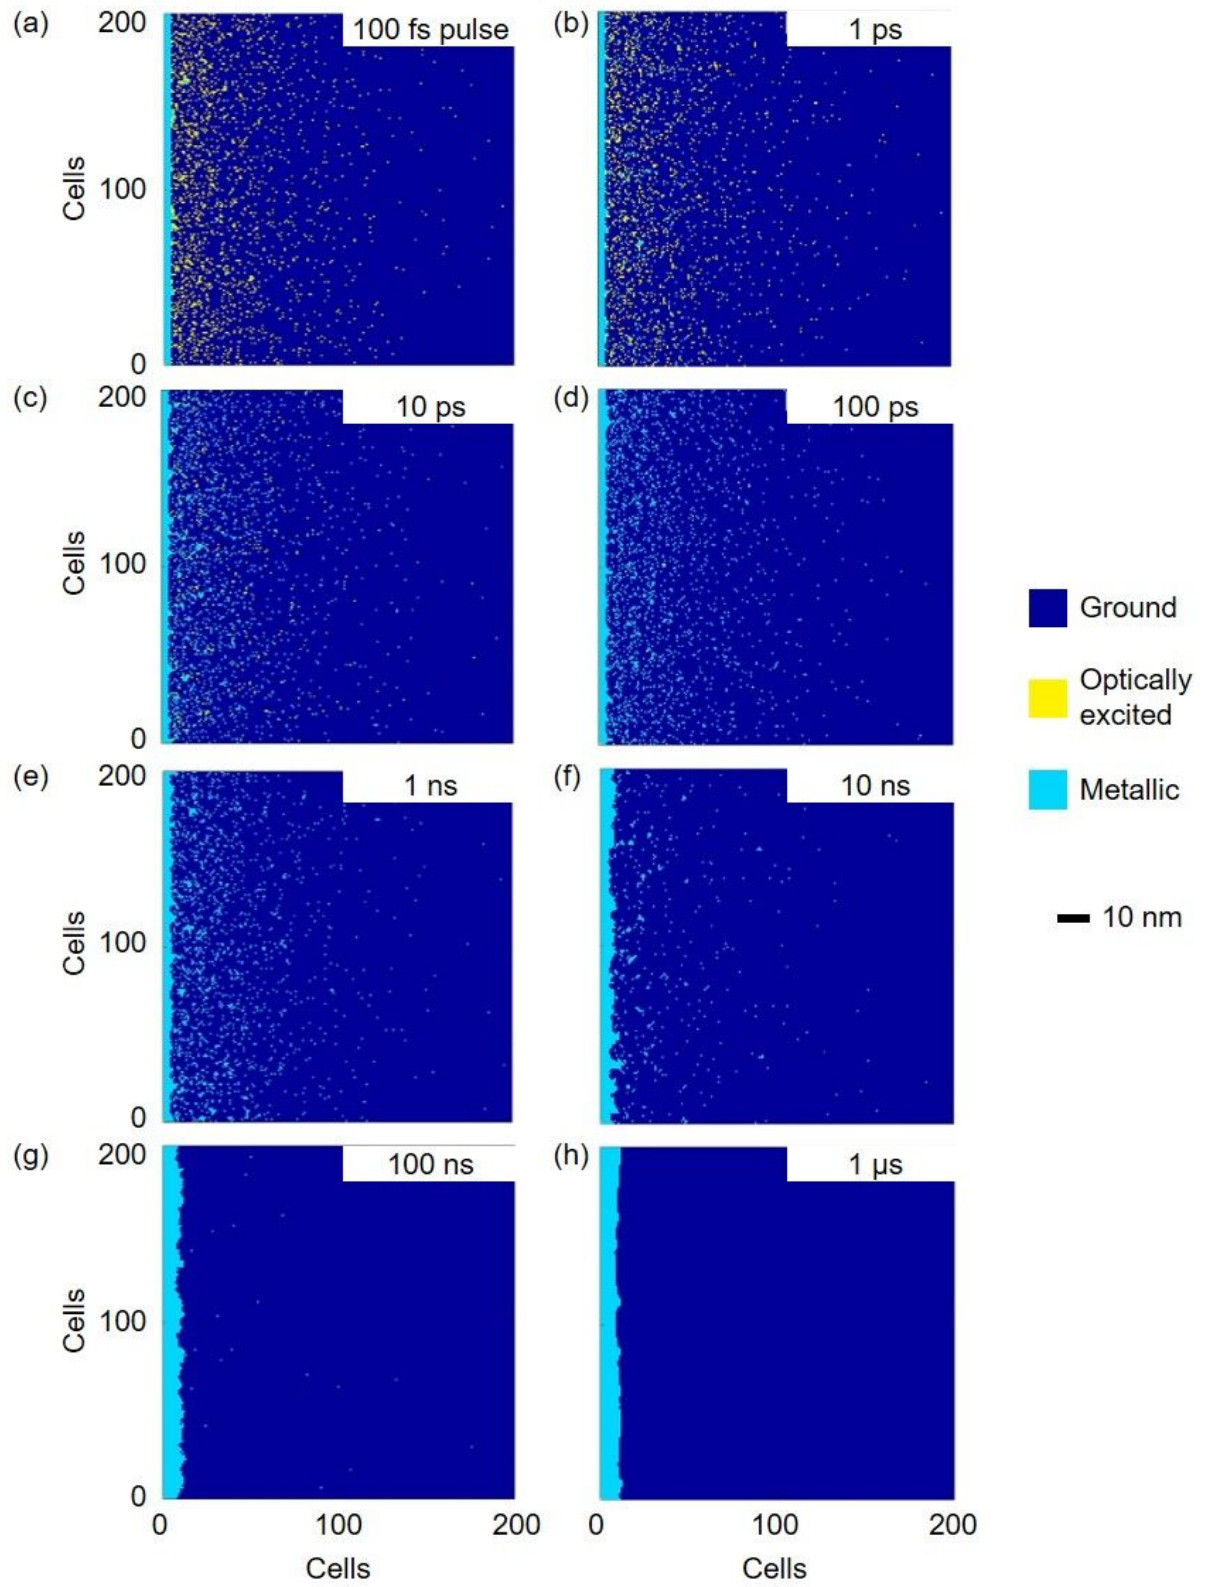 (a)
200
100 fs pulse
Cells
100
0
(b)
1 ps
(c)
200
10 ps
Cells
100
0
(d)
100 ps
(e)
200
1 ns
Cells
100
0
(f)
10 ns
(g)
200
100 ns
Cells
100
0
0
100
200
Cells
(h)
1 µs
0
100
200
Cells
Ground
Optically
excited
Metallic
10 nm